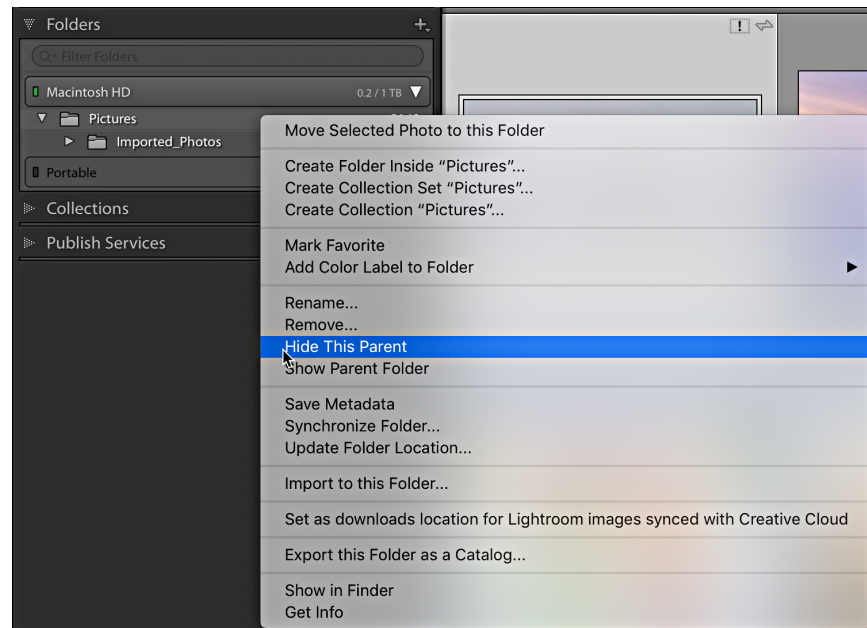 Folders
Filter Folders
Macintosh HD
0.2 / 1 TB
Pictures
Imported_Photos
Portable
Collections
Publish Services
Move Selected Photo to this Folder
Create Folder Inside “Pictures”...
Create Collection Set “Pictures”...
Create Collection “Pictures”...
Mark Favorite
Add Color Label to Folder
Rename...
Remove...
Hide This Parent
Show Parent Folder
Save Metadata
Synchronize Folder...
Update Folder Location...
Import to this Folder...
Set as downloads location for Lightroom images synced with Creative Cloud
Export this Folder as a Catalog...
Show in Finder
Get Info